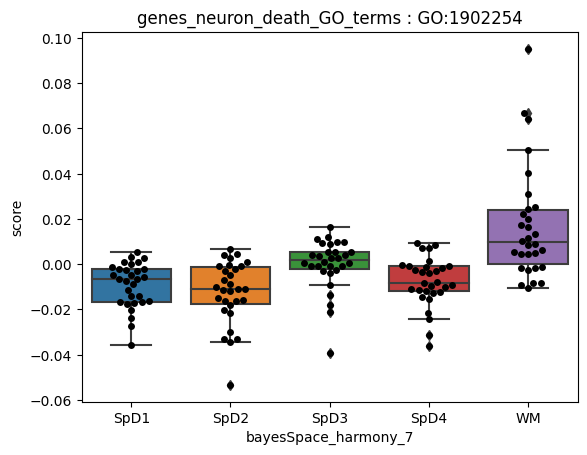 genes_neuron_death_GO_terms : GO:1902254
0.10
0.08
0.06
0.04
0.02
0.00
−0.02
−0.04
−0.06
score
SpD1 SpD2 SpD3 SpD4 WM
bayesSpace_harmony_7